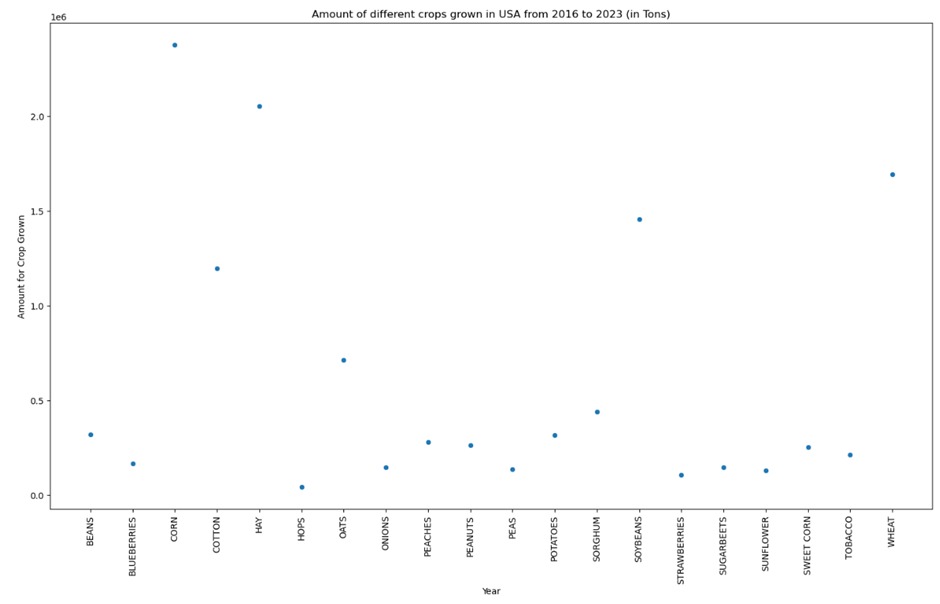 Amount of different crops grown in USA from 2016 to 2023 (in Tons)
1e6
2.0
1.5
1.0
0.5
0.0
Amount for Crop Grown
BEANS
BLUEBERRIES
CORN
COTTON
HAY
HOPS
OATS
ONIONS
PEACHES
PEANUTS
PEAS
POTATOES
SORGHUM
SOYBEANS
STRAWBERRIES
SUGARBEETS
SUNFLOWER
SWEET CORN
TOBACCO
WHEAT
Year